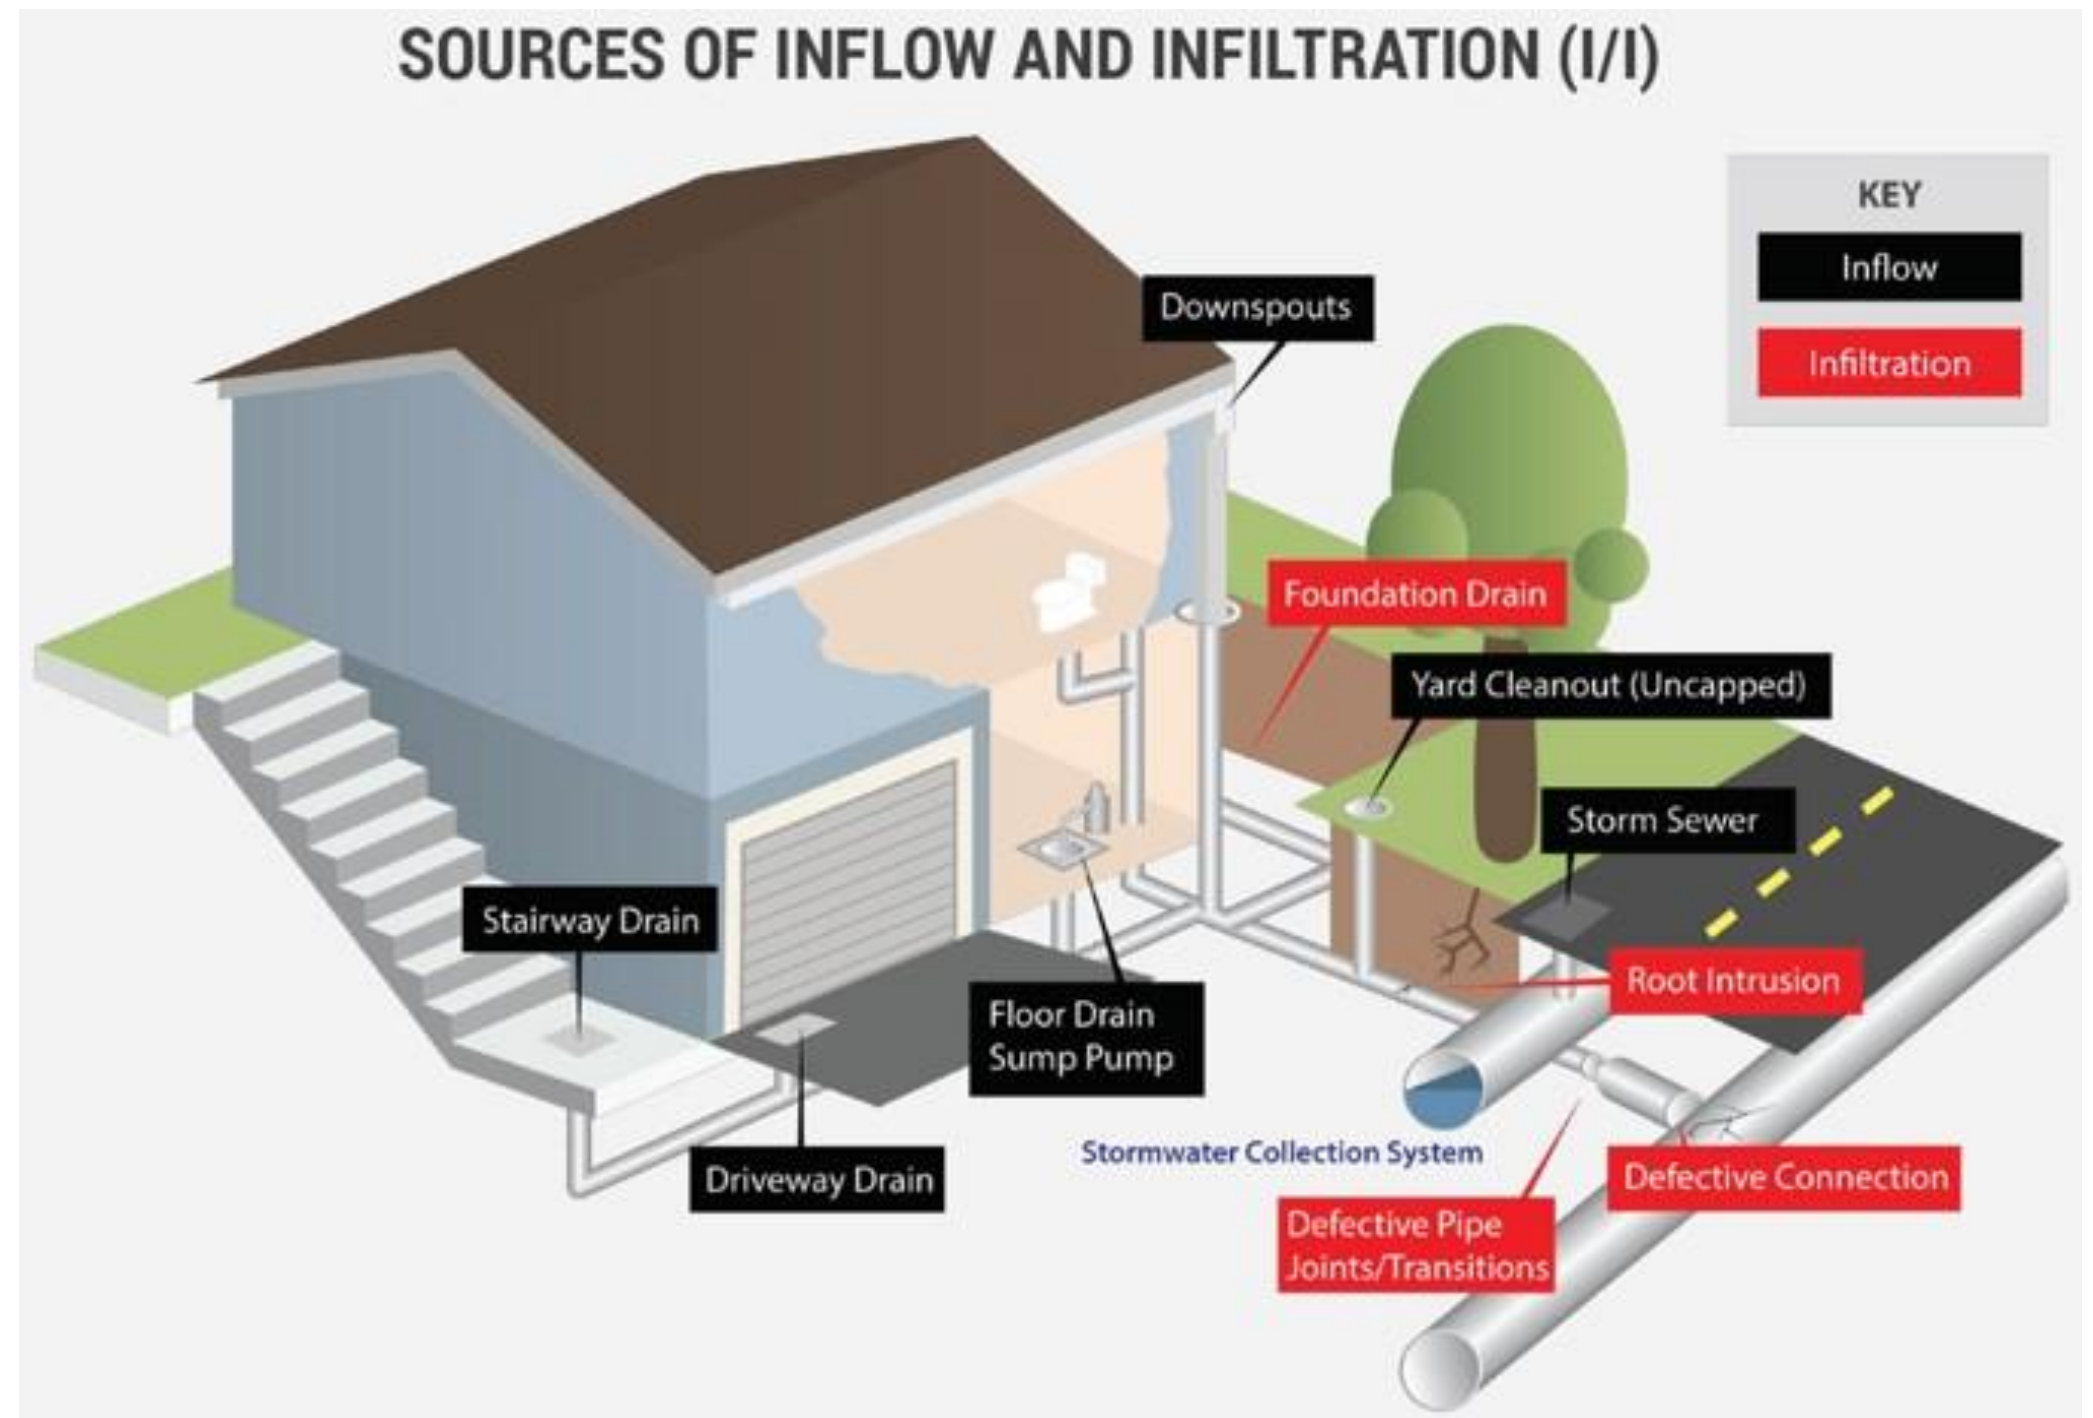 SOURCES OF INFLOW AND INFILTRATION (I/I)
KEY
Inflow
Infiltration
Downspouts
Foundation Drain
Yard Cleanout (Uncapped)
Storm Sewer
Stairway Drain
Root Intrusion
Floor Drain
Sump Pump
Stormwater Collection System
Driveway Drain
Defective Connection
Defective Pipe
Joints/Transitions